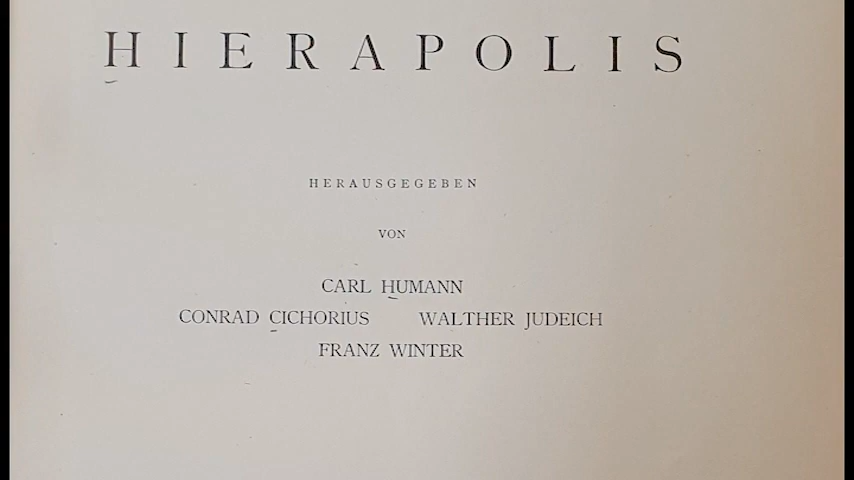 HIERAPOLIS
HERAUSGEGEBEN
VON
CARL HUMANN
CONRAD CICHORIUS WALTHER JUDEICH
FRANZ WINTER